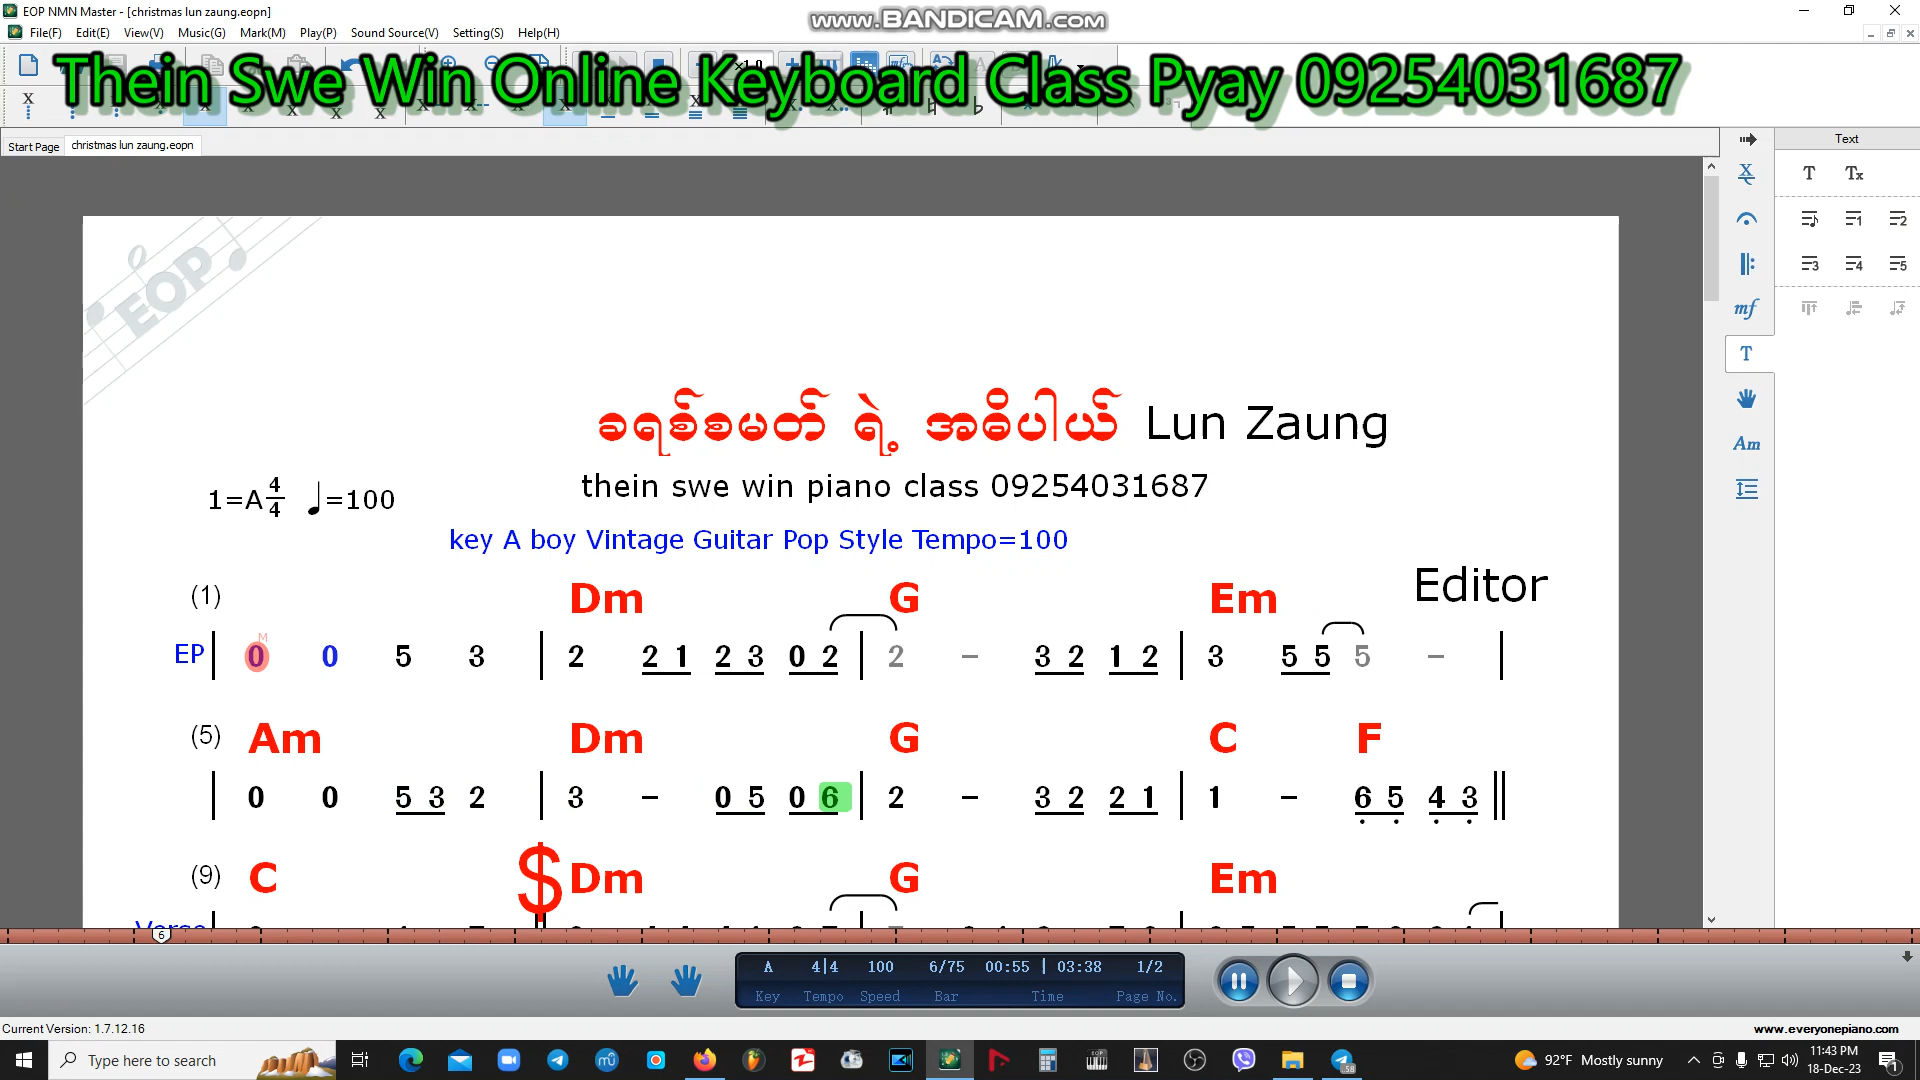 EOP NMN Master - [christmas lun zaung.eopn]
www.BANDICAM.com
File(F) Edit(E) View(V) Music(G) Mark(M) Play(P) Sound Source(V) Setting(S) Help(H)
Thein Swe Win Online Keyboard Class Pyay 09254031687
Start Page christmas lun zaung.eopn
Text
EOP
ခရစ်စမတ် ရဲ့ အဓိပါယ် Lun Zaung
thein swe win piano class 09254031687
1=A 4/4 ♩=100
key A boy Vintage Guitar Pop Style Tempo=100
Editor
(1) Dm G Em
EP 0 0 5 3 | 2 2 1 2 3 0 2 | 2 - 3 2 1 2 | 3 5 5 5 - |
(5) Am Dm G C F
0 0 5 3 2 | 3 - 0 5 0 6 | 2 - 3 2 2 1 | 1 - 6 5 4 3 ||
(9) C $ Dm G Em
6
A 4|4 100 6/75 00:55 | 03:38 1/2
Key Tempo Speed Bar Time Page No.
Current Version: 1.7.12.16
www.everyonepiano.com
Type here to search
92°F Mostly sunny
11:43 PM
18-Dec-23